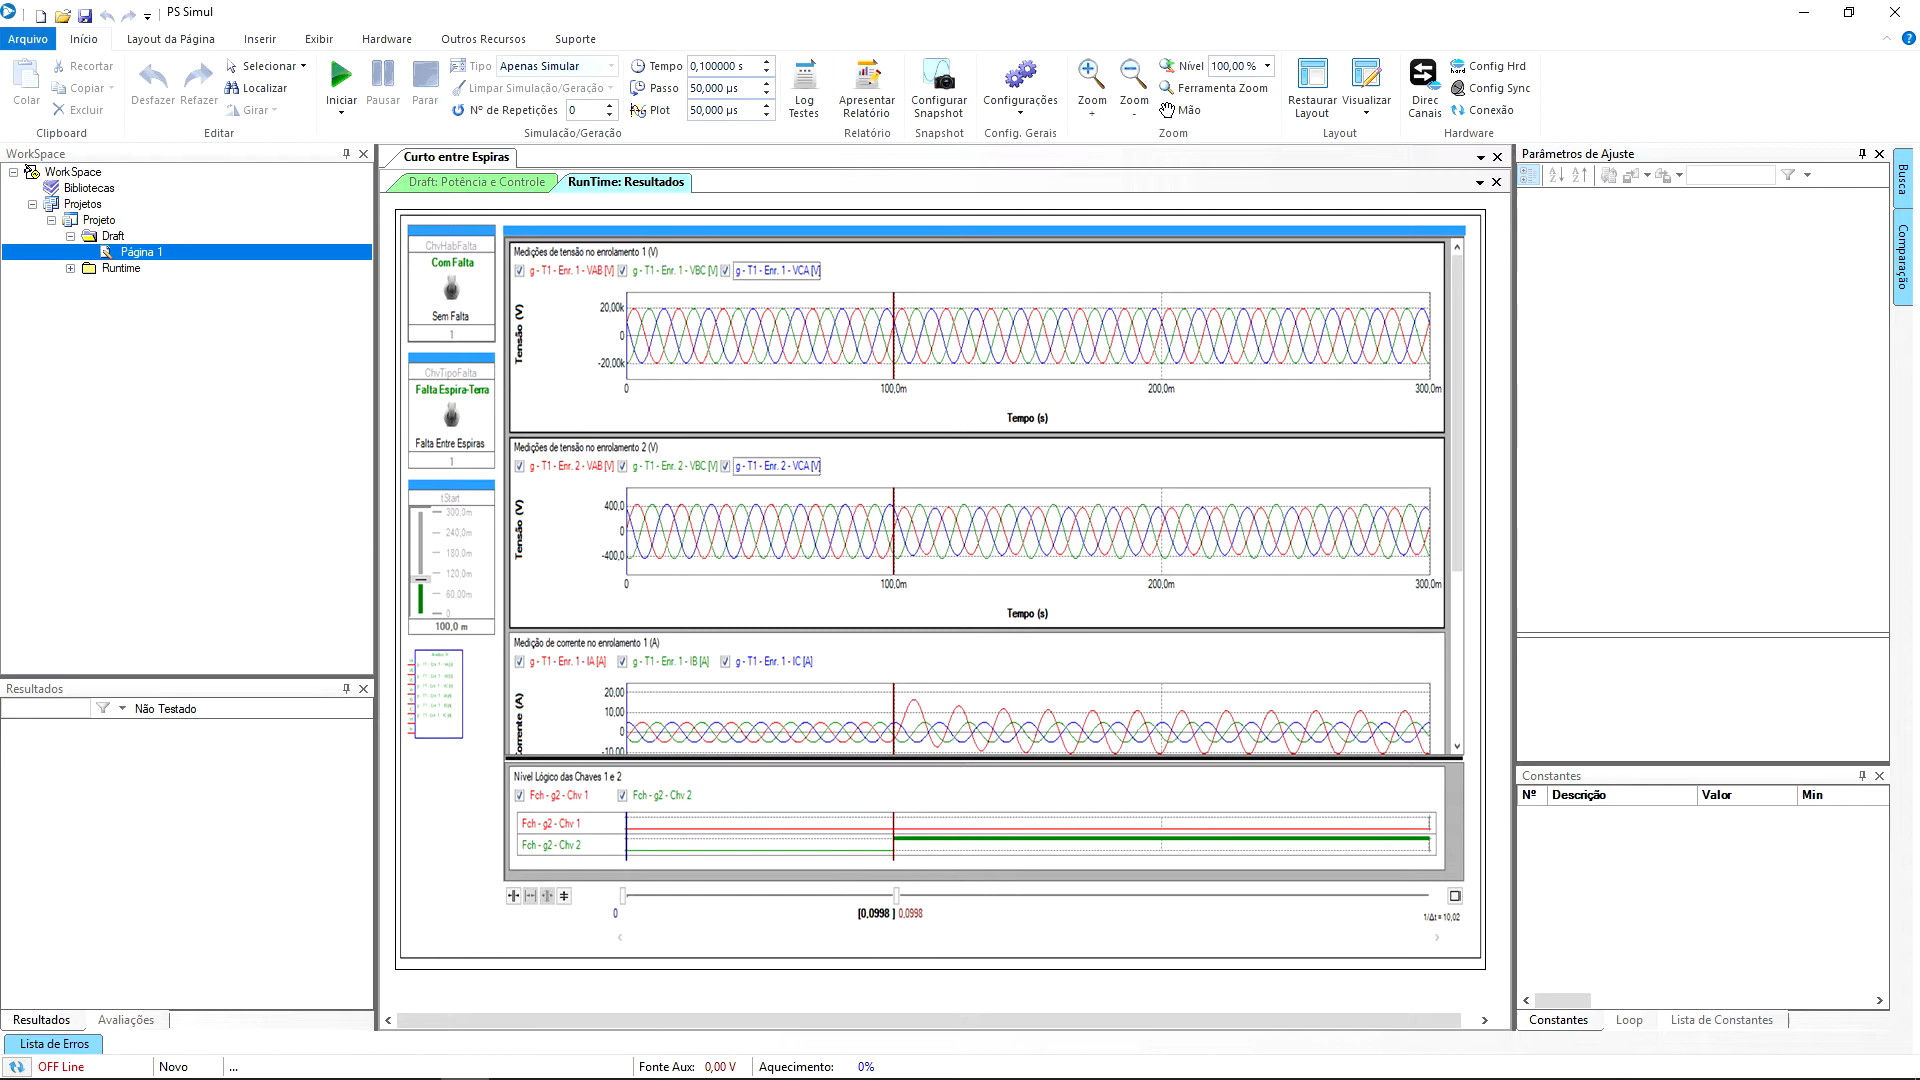 PS Simul
Arquivo Início Layout da Página Inserir Exibir Hardware Outros Recursos Suporte
Colar Recortar Copiar Excluir
Clipboard
Desfazer Refazer Selecionar Localizar Girar
Editar
Iniciar Pausar Parar
Tipo Apenas Simular
Limpar Simulação/Geração
Nº de Repetições 0
Tempo 0,100000 s
Passo 50,000 µs
Plot 50,000 µs
Simulação/Geração
Log Testes
Apresentar Relatório
Relatório
Configurar Snapshot
Snapshot
Configurações
Config. Gerais
Zoom +
Zoom -
Nível 100,00 %
Ferramenta Zoom
Mão
Zoom
Restaurar Layout
Visualizar
Layout
Direc Canais
Config Hrd
Config Sync
Conexão
Hardware
WorkSpace
WorkSpace
Bibliotecas
Projetos
Projeto
Draft
Página 1
Runtime
Resultados
Não Testado
Resultados Avaliações
Curto entre Espiras
Draft: Potência e Controle RunTime: Resultados
ChvHabFalta
Com Falta
Sem Falta
1
ChvTipoFalta
Falta Espira-Terra
Falta Entre Espiras
1
tStart
300,0m
240,0m
180,0m
120,0m
60,00m
0
100,0 m
Medições de tensão no enrolamento 1 (V)
g - T1 - Enr. 1 - VAB [V] g - T1 - Enr. 1 - VBC [V] g - T1 - Enr. 1 - VCA [V]
Tensão (V)
20,00k
0
-20,00k
0 100,0m 200,0m 300,0m
Tempo (s)
Medições de tensão no enrolamento 2 (V)
g - T1 - Enr. 2 - VAB [V] g - T1 - Enr. 2 - VBC [V] g - T1 - Enr. 2 - VCA [V]
Tensão (V)
400,0
0
-400,0
0 100,0m 200,0m 300,0m
Tempo (s)
Medição de corrente no enrolamento 1 (A)
g - T1 - Enr. 1 - IA [A] g - T1 - Enr. 1 - IB [A] g - T1 - Enr. 1 - IC [A]
Corrente (A)
20,00
10,00
0
-10,00
Nível Lógico das Chaves 1 e 2
Fch - g2 - Chv 1 Fch - g2 - Chv 2
Fch - g2 - Chv 1
Fch - g2 - Chv 2
0 [0,0998 ] 0,0998 1/Δt = 10,02
Parâmetros de Ajuste
Busca
Comparação
Constantes
Nº Descrição Valor Min
Constantes Loop Lista de Constantes
Lista de Erros
OFF Line Novo ... Fonte Aux: 0,00 V Aquecimento: 0%